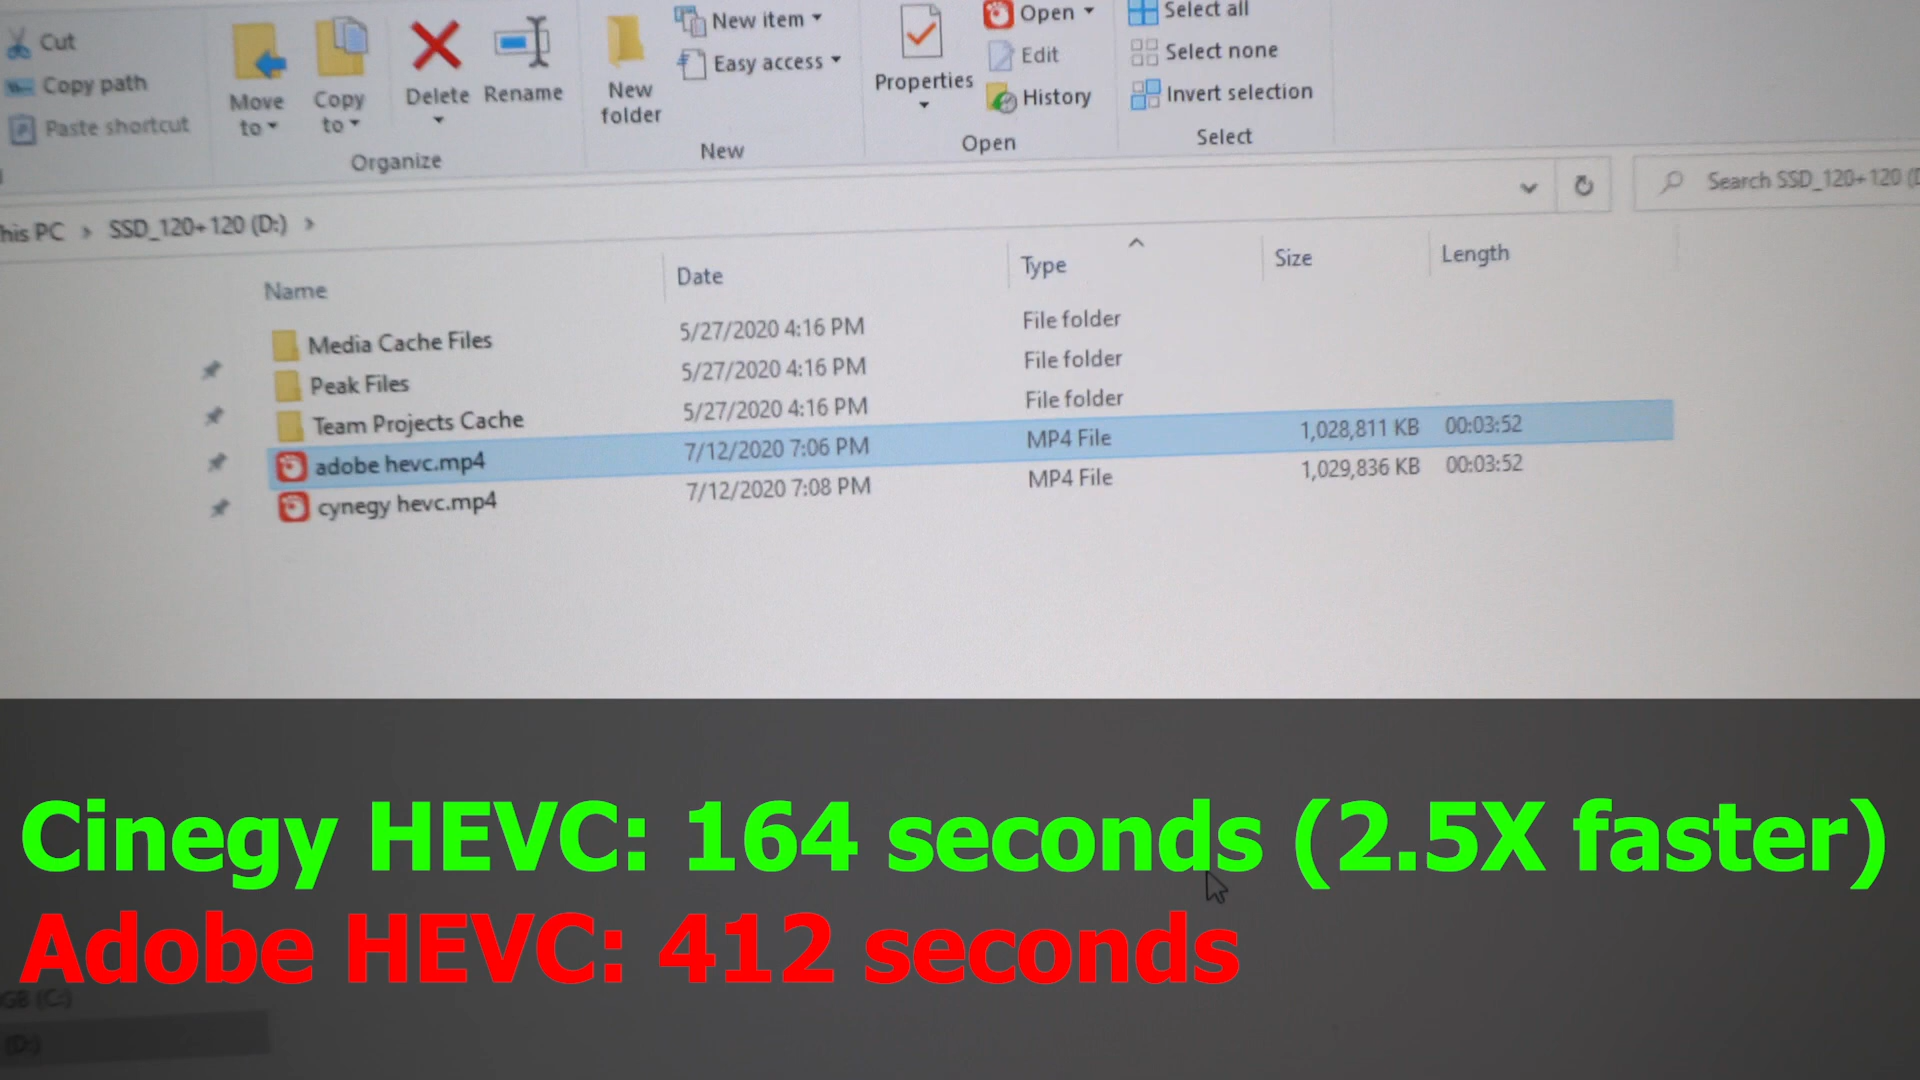 Cut
Copy path
Paste shortcut
Move to
Copy to
Delete
Rename
Organize
New folder
New item
Easy access
New
Properties
Open
Edit
History
Open
Select all
Select none
Invert selection
Select
his PC > SSD_120+120 (D:) >
Search SSD_120+120 (D
Name Date Type Size Length
Media Cache Files 5/27/2020 4:16 PM File folder
Peak Files 5/27/2020 4:16 PM File folder
Team Projects Cache 5/27/2020 4:16 PM File folder
adobe hevc.mp4 7/12/2020 7:06 PM MP4 File 1,028,811 KB 00:03:52
cynegy hevc.mp4 7/12/2020 7:08 PM MP4 File 1,029,836 KB 00:03:52
Cinegy HEVC: 164 seconds (2.5X faster)
Adobe HEVC: 412 seconds
GB (C:)
(D:)